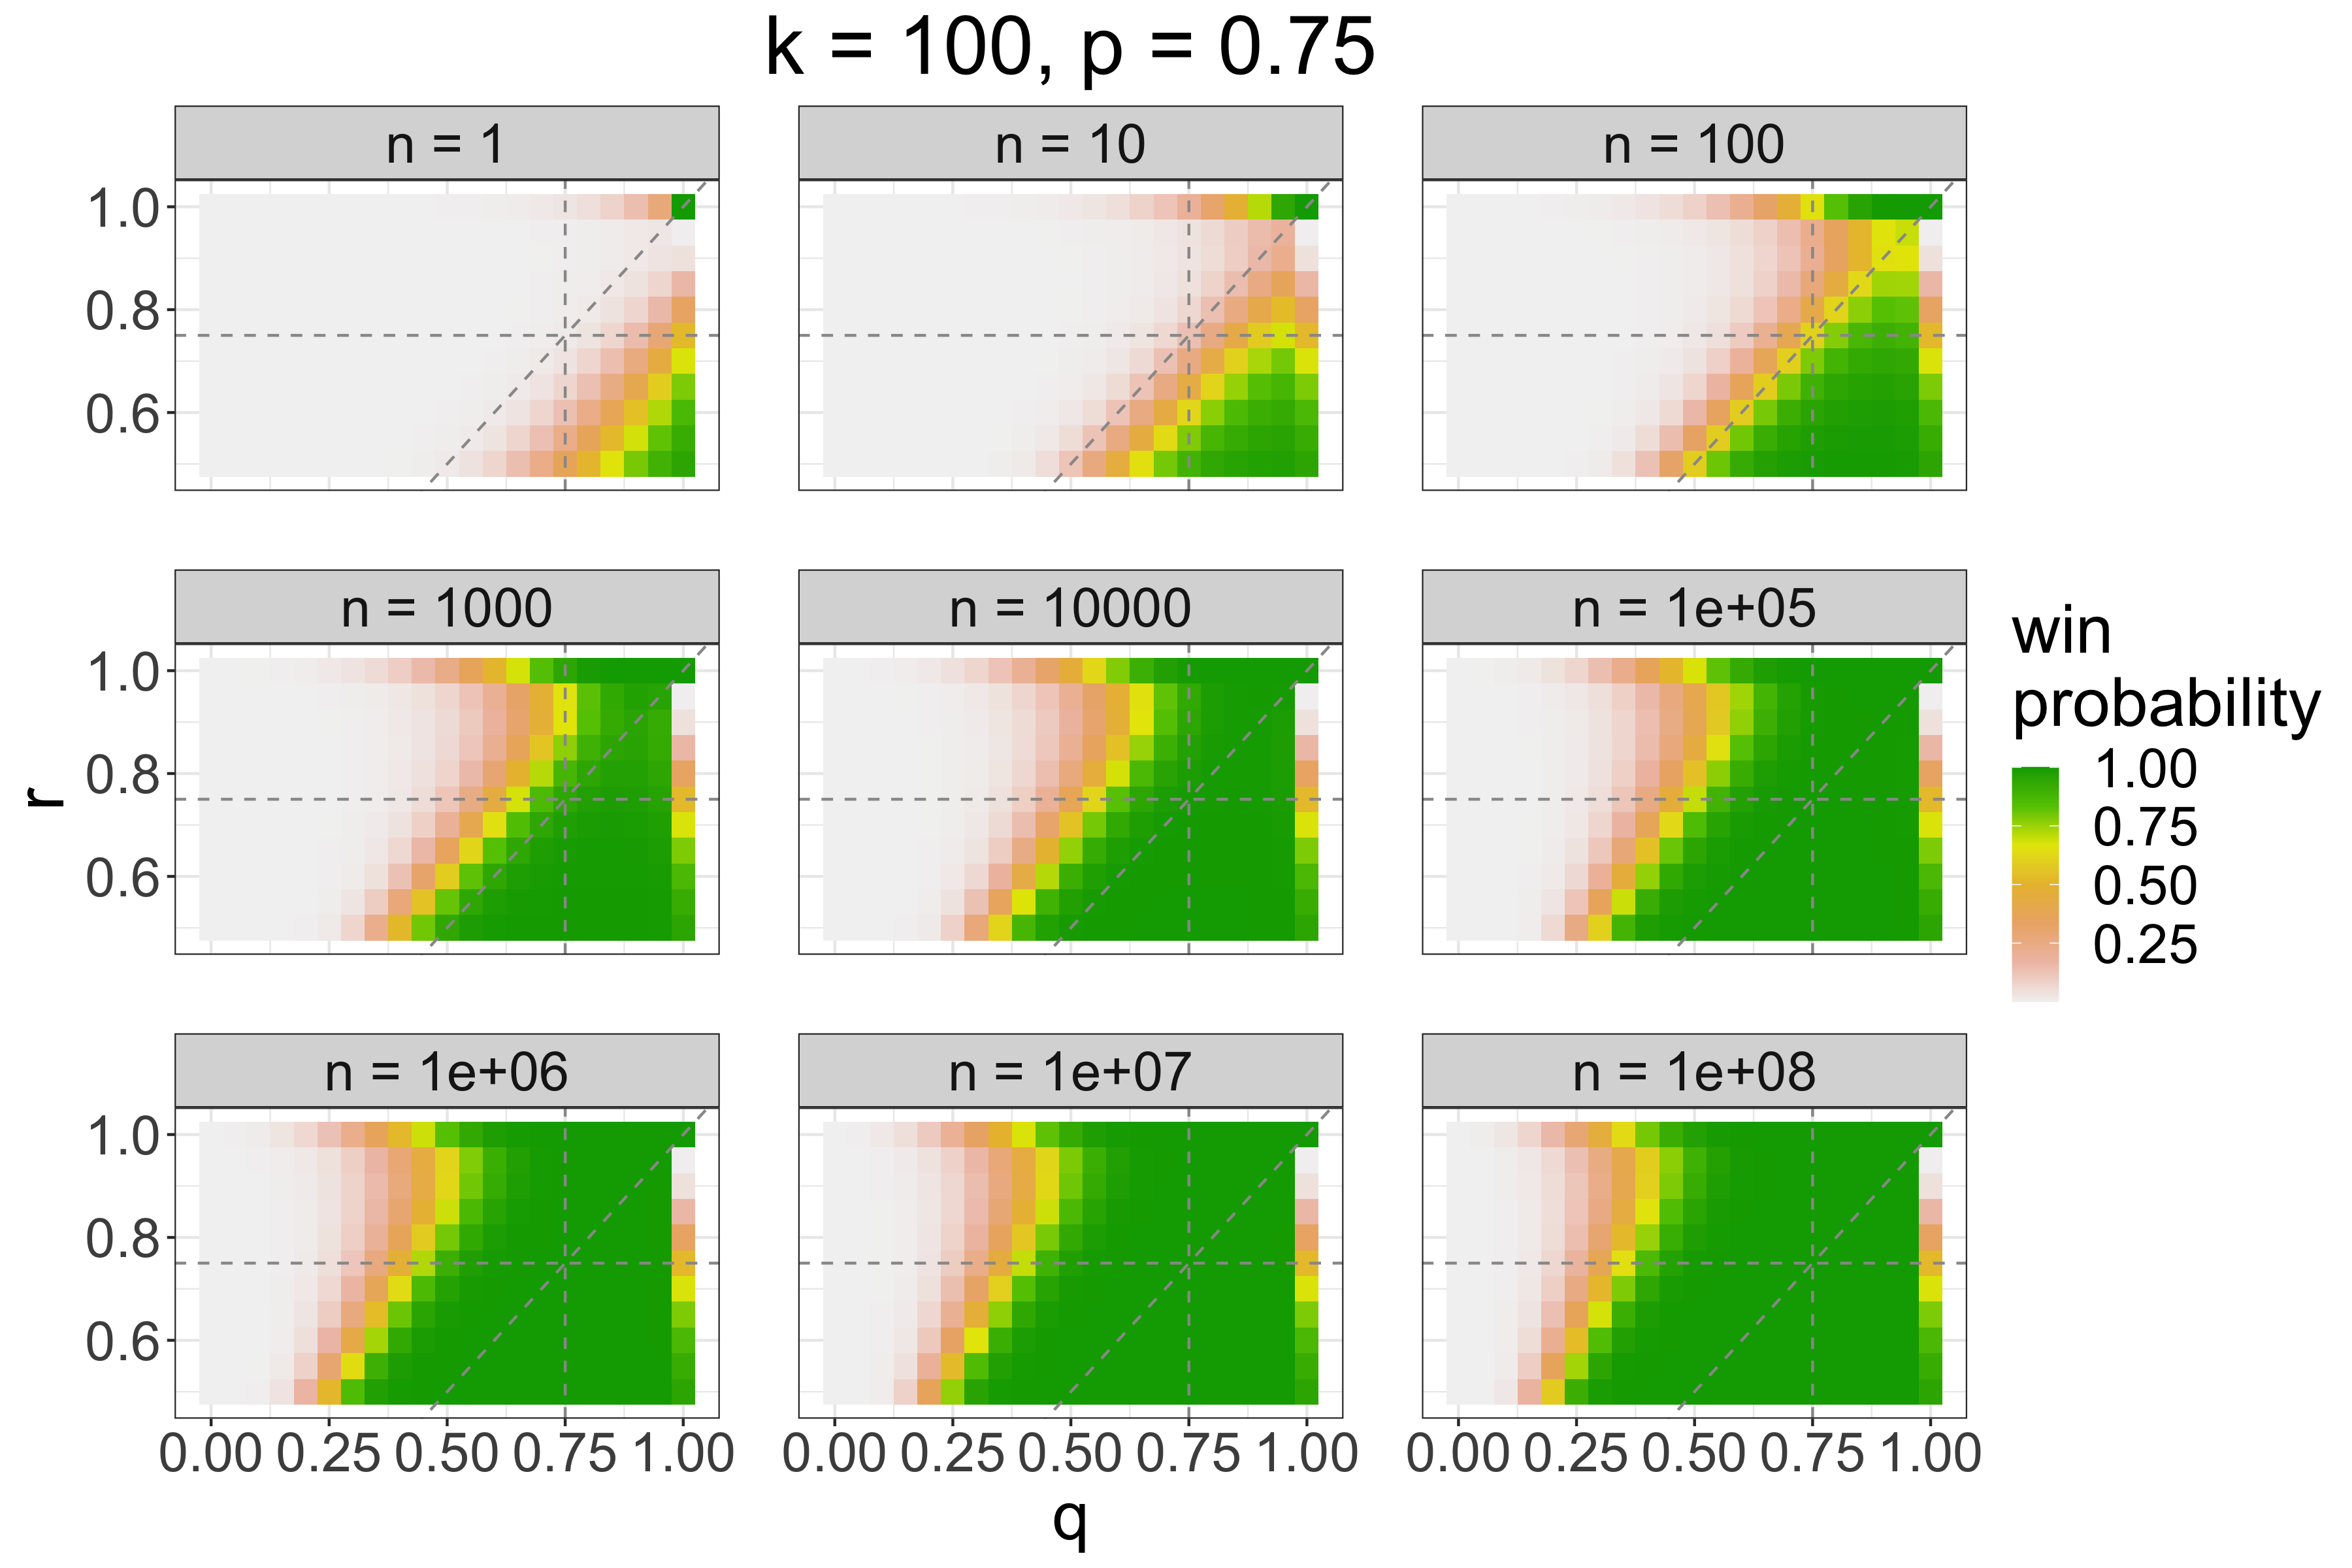 k = 100, p = 0.75
n = 1
n = 10
n = 100
1.0
0.8
0.6
n = 1000
n = 10000
n = 1e+05
r
1.0
0.8
0.6
win
probability
1.00
0.75
0.50
0.25
n = 1e+06
n = 1e+07
n = 1e+08
1.0
0.8
0.6
0.00 0.25 0.50 0.75 1.00
0.00 0.25 0.50 0.75 1.00
0.00 0.25 0.50 0.75 1.00
q